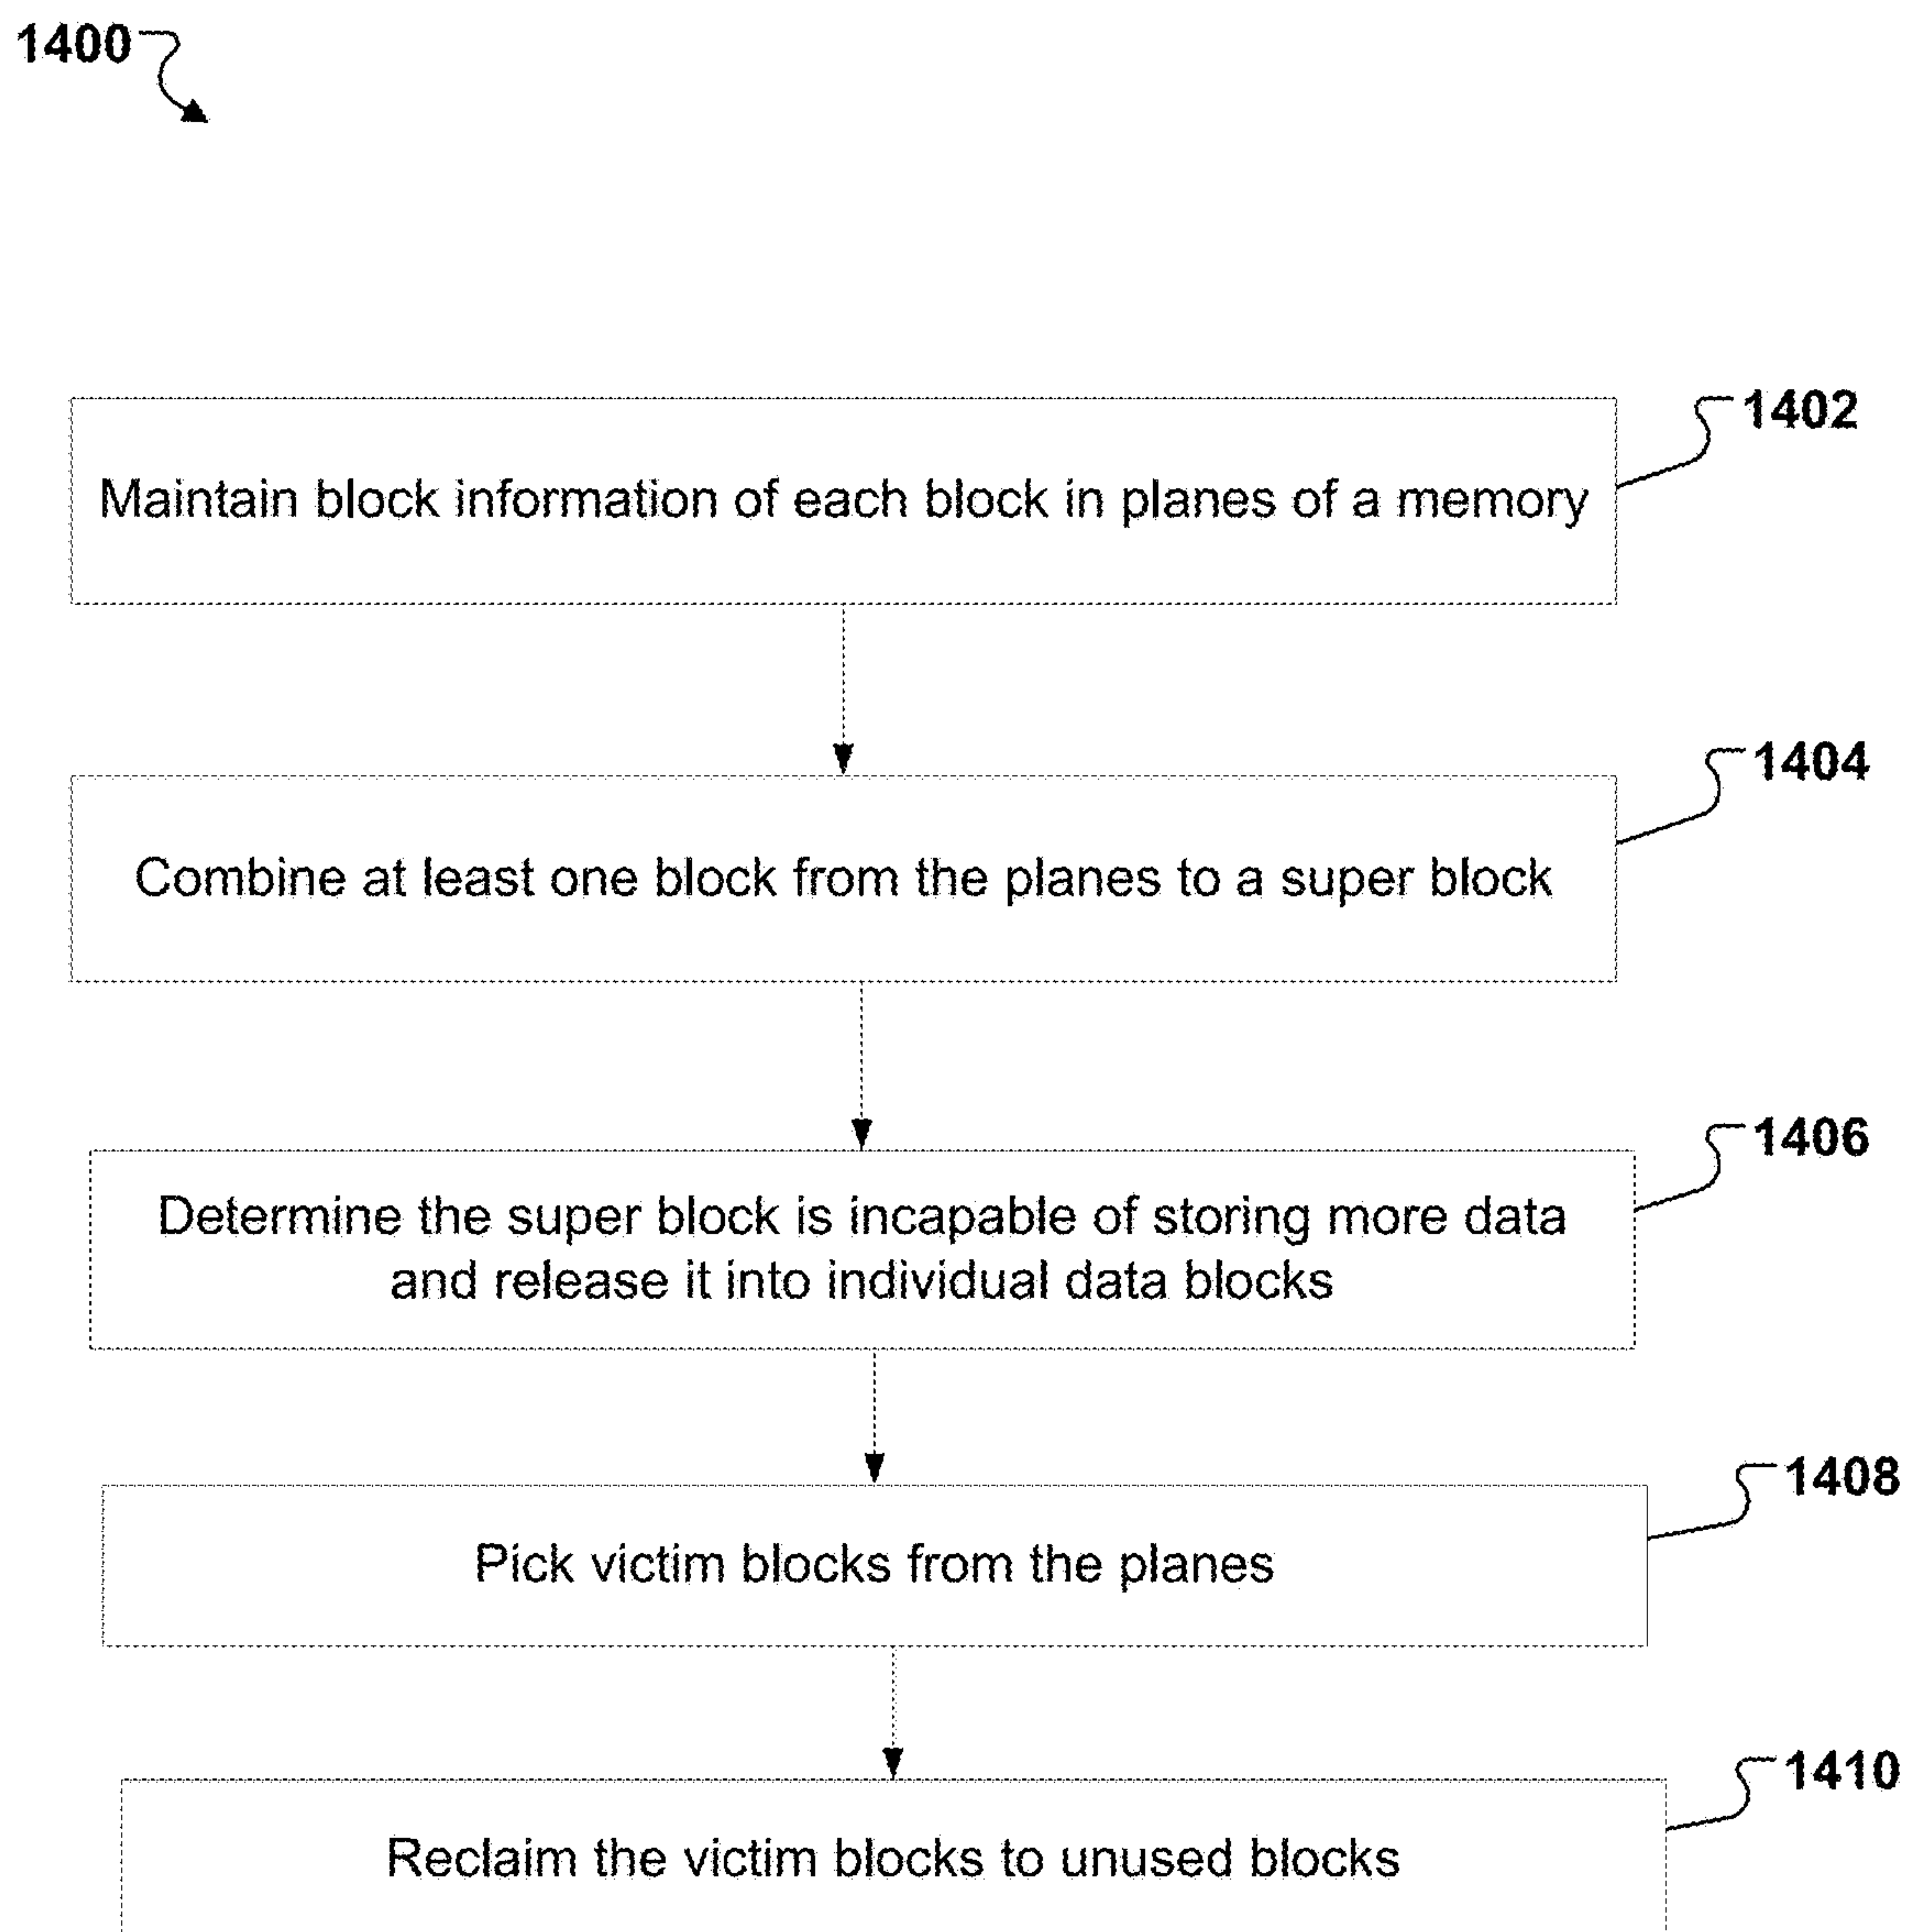 1400
1402
Maintain block information of each block in planes of a memory
1404
Combine at least one block from the planes to a super block
1406
Determine the super block is incapable of storing more data
and release it into individual data blocks
1408
Pick victim blocks from the planes
1410
Reclaim the victim blocks to unused blocks